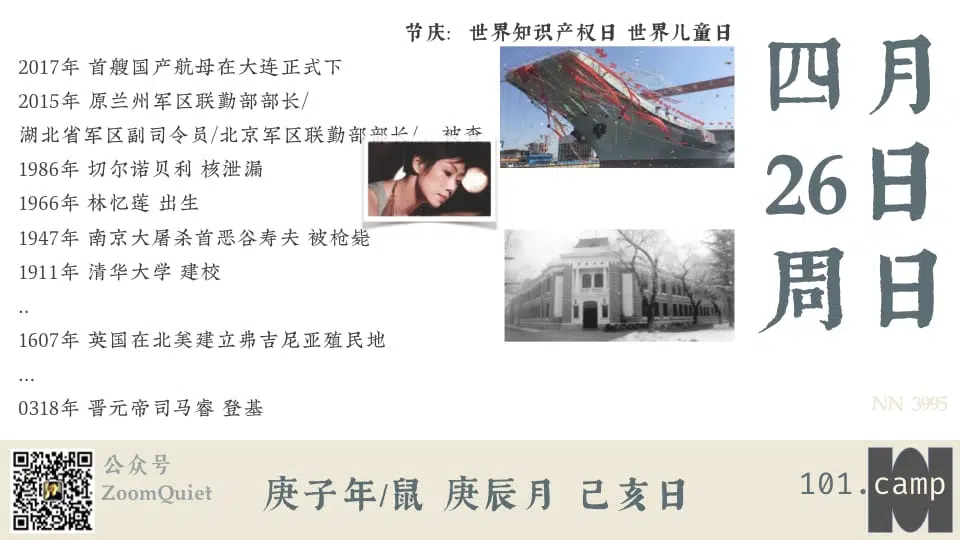 节庆: 世界知识产权日 世界儿童日
2017年 首艘国产航母在大连正式下
2015年 原兰州军区联勤部部长/
湖北省军区副司令员/北京军区联勤部部长/ 被查
1986年 切尔诺贝利 核泄漏
1966年 林忆莲 出生
1947年 南京大屠杀首恶谷寿夫 被枪毙
1911年 清华大学 建校
..
1607年 英国在北美建立弗吉尼亚殖民地
...
0318年 晋元帝司马睿 登基
四月
26日
周日
NN 3995
公众号
ZoomQuiet
庚子年/鼠 庚辰月 己亥日
101.camp